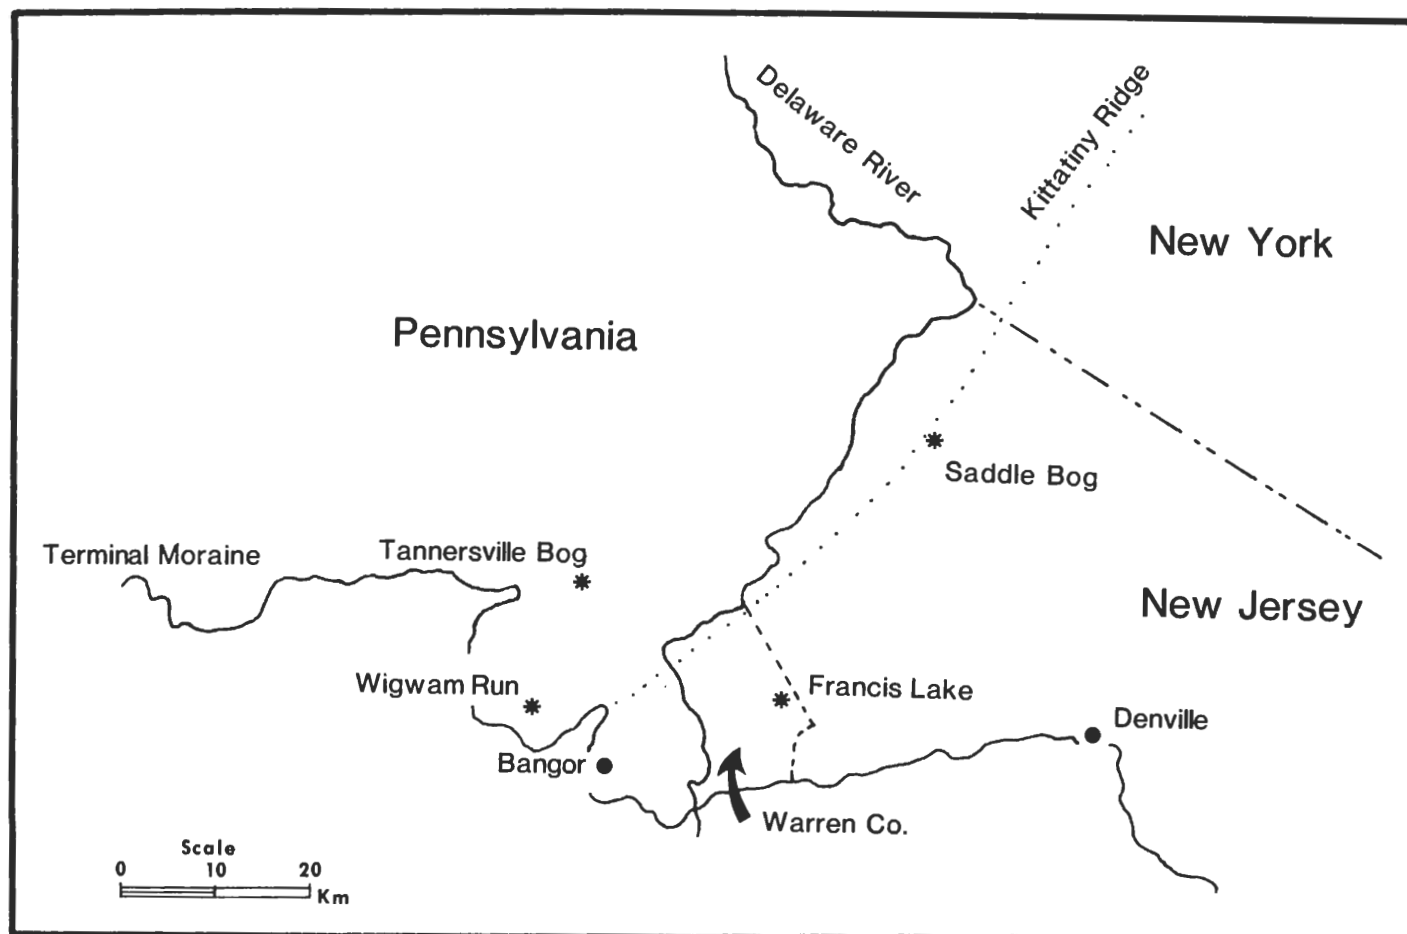 Delaware River
Kittatiny Ridge
New York
Pennsylvania
Saddle Bog
Terminal Moraine
Tannersville Bog
New Jersey
Wigwam Run
Francis Lake
Denville
Bangor
Warren Co.
Scale
0 10 20
Km